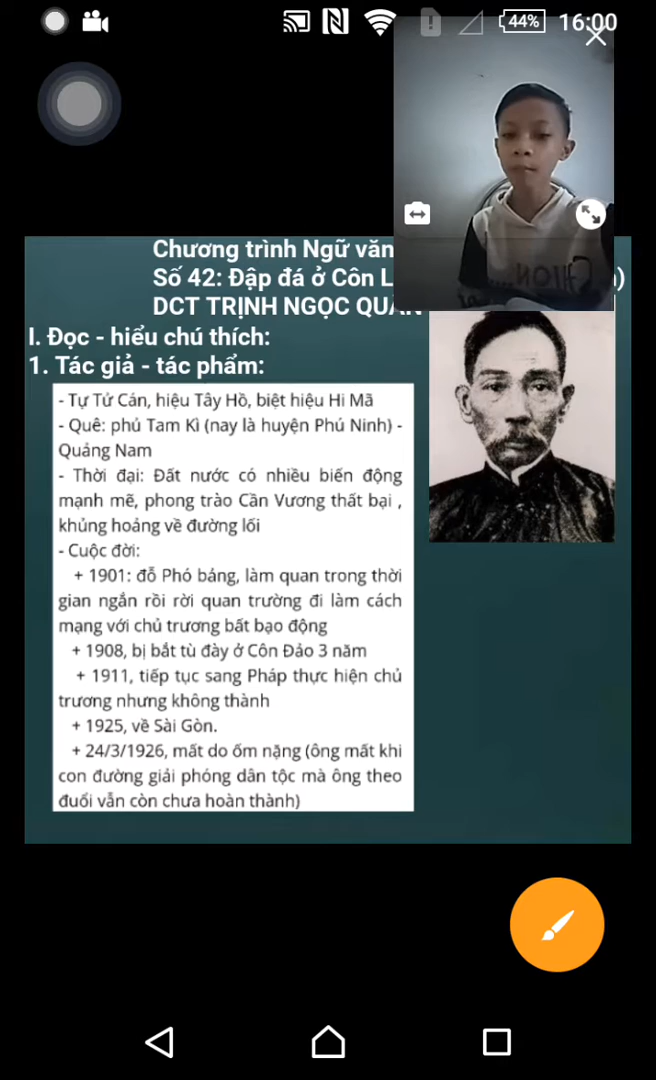 44%
16:00
Chương trình Ngữ văn
Số 42: Đập đá ở Côn L
)
DCT TRỊNH NGỌC QUAN
I. Đọc - hiểu chú thích:
1. Tác giả - tác phẩm:
- Tự Tử Cán, hiệu Tây Hồ, biệt hiệu Hi Mã
- Quê: phủ Tam Kì (nay là huyện Phú Ninh) -
Quảng Nam
- Thời đại: Đất nước có nhiều biến động
mạnh mẽ, phong trào Cần Vương thất bại ,
khủng hoảng về đường lối
- Cuộc đời:
+ 1901: đỗ Phó bảng, làm quan trong thời
gian ngắn rồi rời quan trường đi làm cách
mạng với chủ trương bất bạo động
+ 1908, bị bắt tù đày ở Côn Đảo 3 năm
+ 1911, tiếp tục sang Pháp thực hiện chủ
trương nhưng không thành
+ 1925, về Sài Gòn.
+ 24/3/1926, mất do ốm nặng (ông mất khi
con đường giải phóng dân tộc mà ông theo
đuổi vẫn còn chưa hoàn thành)